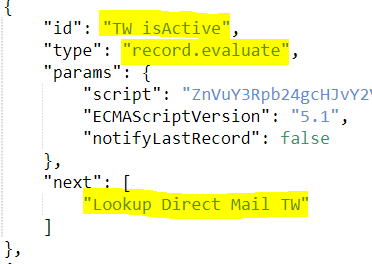 {
"id": "TW isActive",
"type": "record.evaluate",
"params": {
"script": "ZnVuY3Rpb24gcHJvY2V
"ECMAScriptVersion": "5.1",
"notifyLastRecord": false
},
"next": [
"Lookup Direct Mail TW"
]
},